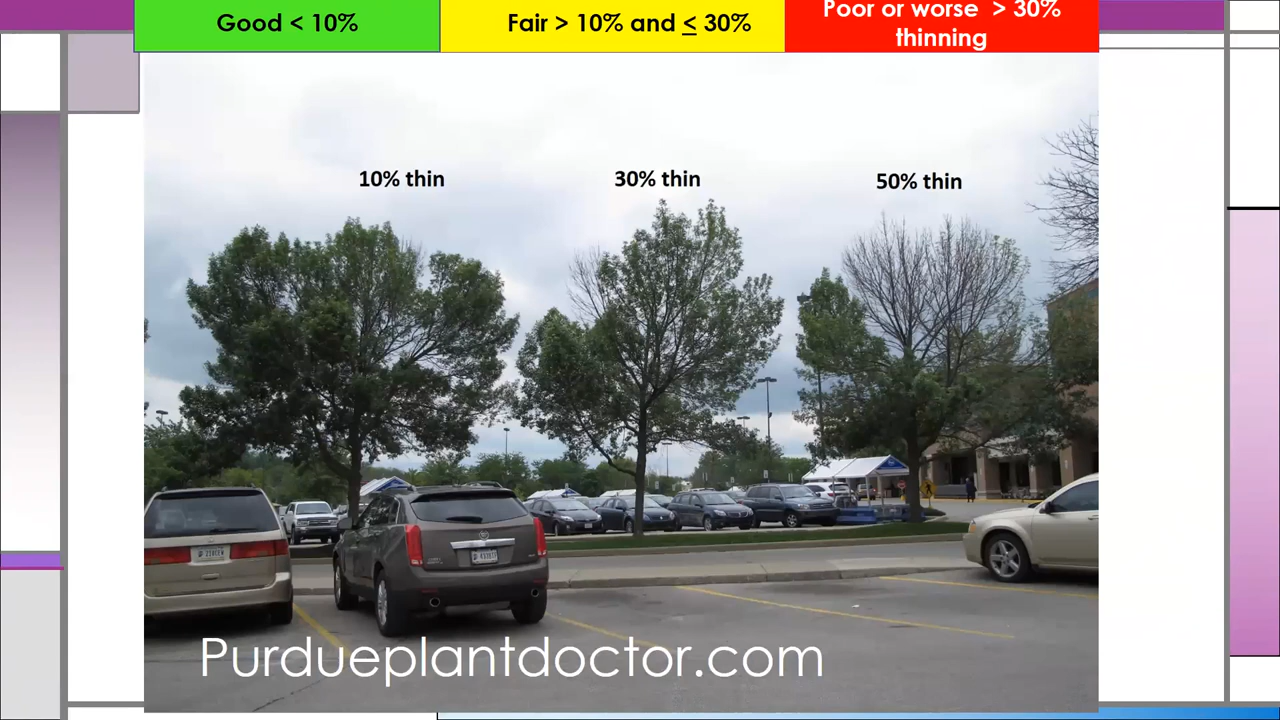 Good < 10%
Fair > 10% and ≤ 30%
Poor or worse > 30%
thinning
10% thin
30% thin
50% thin
Purdueplantdoctor.com